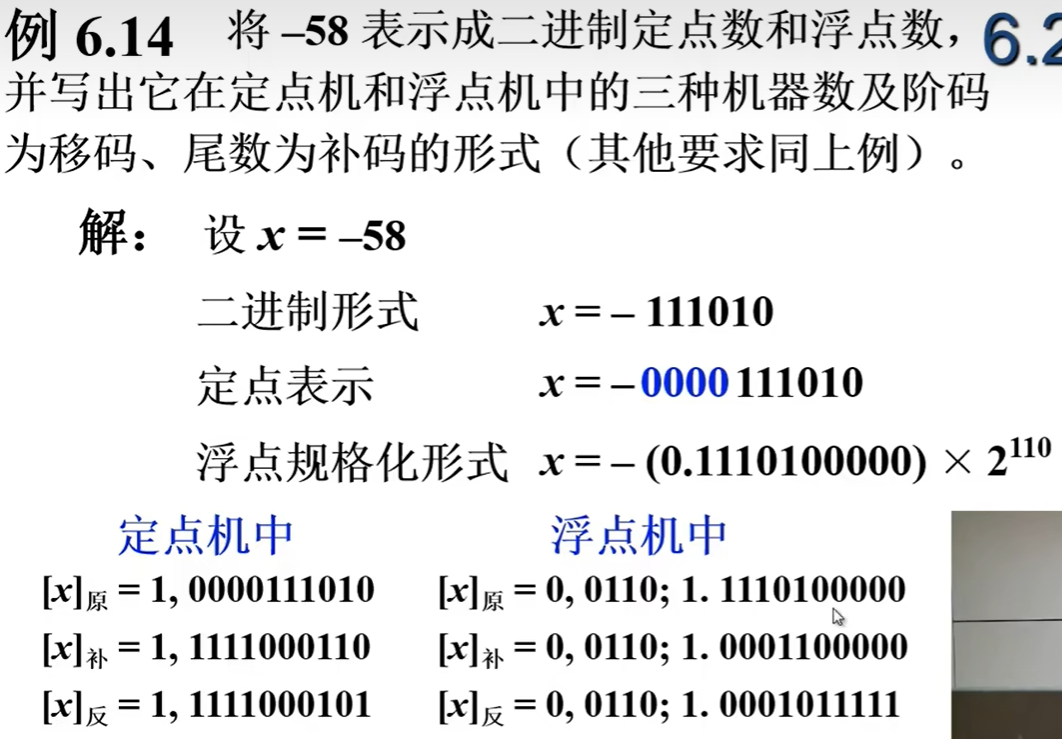 例 6.14 将 –58 表示成二进制定点数和浮点数， 6.2
并写出它在定点机和浮点机中的三种机器数及阶码
为移码、尾数为补码的形式（其他要求同上例）。
解： 设 x = –58
二进制形式 x = – 111010
定点表示 x = – 0000 111010
浮点规格化形式 x = – (0.1110100000) × 2^110
定点机中 浮点机中
[x]原 = 1, 0000111010 [x]原 = 0, 0110; 1. 1110100000
[x]补 = 1, 1111000110 [x]补 = 0, 0110; 1. 0001100000
[x]反 = 1, 1111000101 [x]反 = 0, 0110; 1. 0001011111